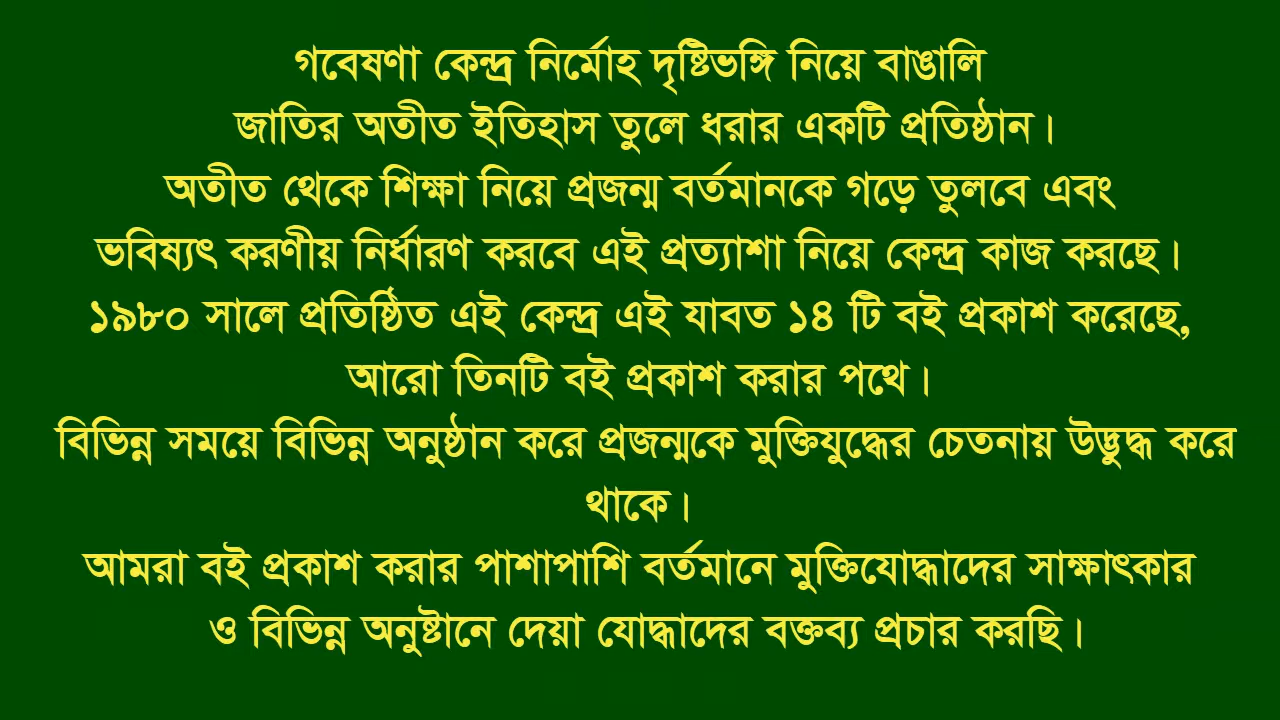 গবেষণা কেন্দ্র নির্মোহ দৃষ্টিভঙ্গি নিয়ে বাঙালি
জাতির অতীত ইতিহাস তুলে ধরার একটি প্রতিষ্ঠান।
অতীত থেকে শিক্ষা নিয়ে প্রজন্ম বর্তমানকে গড়ে তুলবে এবং
ভবিষ্যৎ করণীয় নির্ধারণ করবে এই প্রত্যাশা নিয়ে কেন্দ্র কাজ করছে।
১৯৮০ সালে প্রতিষ্ঠিত এই কেন্দ্র এই যাবত ১৪ টি বই প্রকাশ করেছে,
আরো তিনটি বই প্রকাশ করার পথে।
বিভিন্ন সময়ে বিভিন্ন অনুষ্ঠান করে প্রজন্মকে মুক্তিযুদ্ধের চেতনায় উদ্ভুদ্ধ করে
থাকে।
আমরা বই প্রকাশ করার পাশাপাশি বর্তমানে মুক্তিযোদ্ধাদের সাক্ষাৎকার
ও বিভিন্ন অনুষ্টানে দেয়া যোদ্ধাদের বক্তব্য প্রচার করছি।